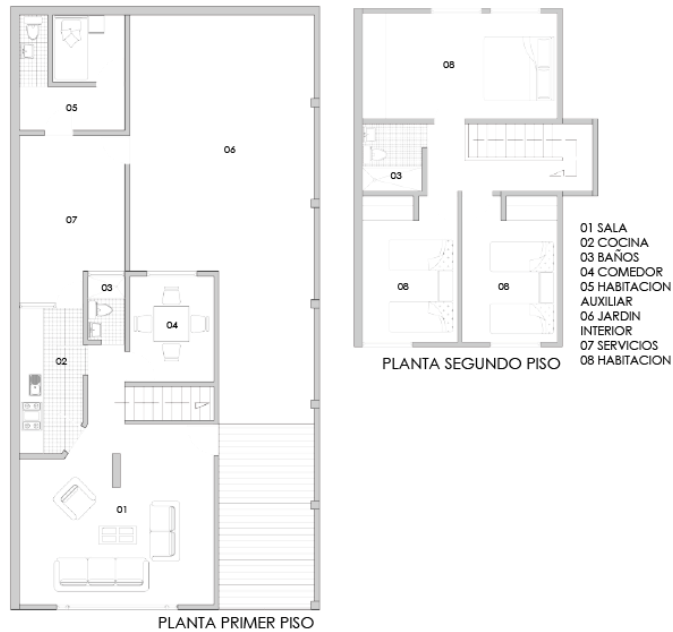 05
06
07
03
04
02
01
PLANTA PRIMER PISO
08
03
08
08
PLANTA SEGUNDO PISO
01 SALA
02 COCINA
03 BAÑOS
04 COMEDOR
05 HABITACION
AUXILIAR
06 JARDIN
INTERIOR
07 SERVICIOS
08 HABITACION